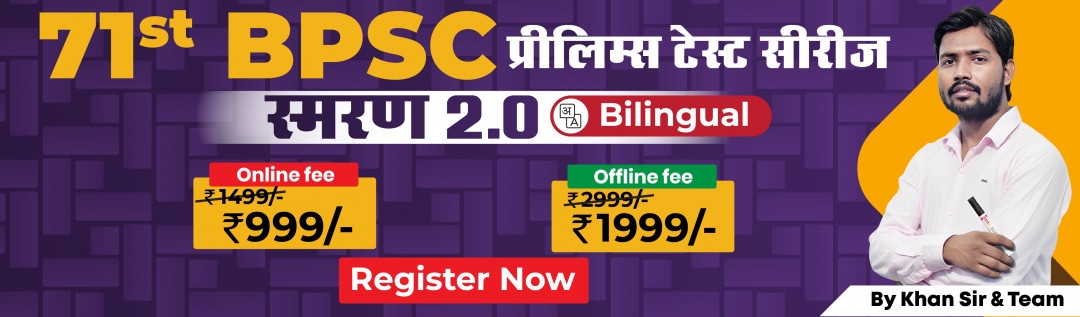 71st BPSC प्रीलिम्स टेस्ट सीरीज
स्मरण 2.0 अ A Bilingual
Online fee
₹1499/-
₹999/-
Offline fee
₹2999/-
₹1999/-
Register Now
By Khan Sir & Team